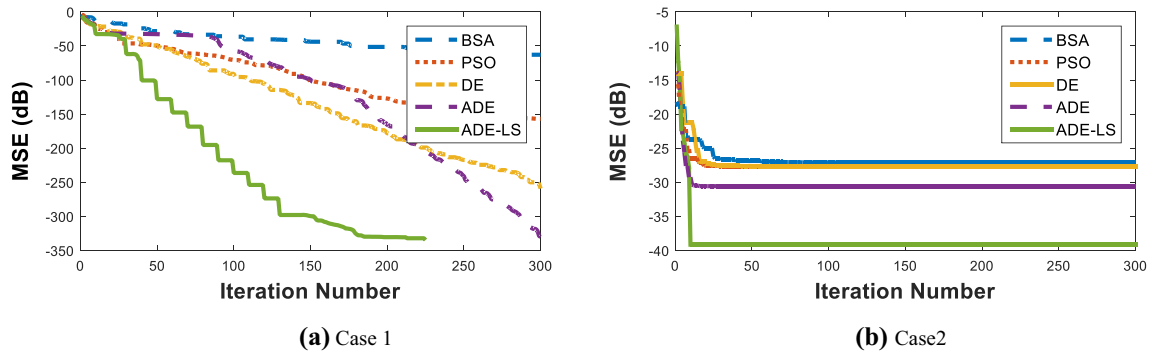 MSE (dB)
0
-50
-100
-150
-200
-250
-300
-350
0
50
100
150
200
250
300
Iteration Number
BSA
PSO
DE
ADE
ADE-LS
(a) Case 1
MSE (dB)
-5
-10
-15
-20
-25
-30
-35
-40
0
50
100
150
200
250
300
Iteration Number
BSA
PSO
DE
ADE
ADE-LS
(b) Case2